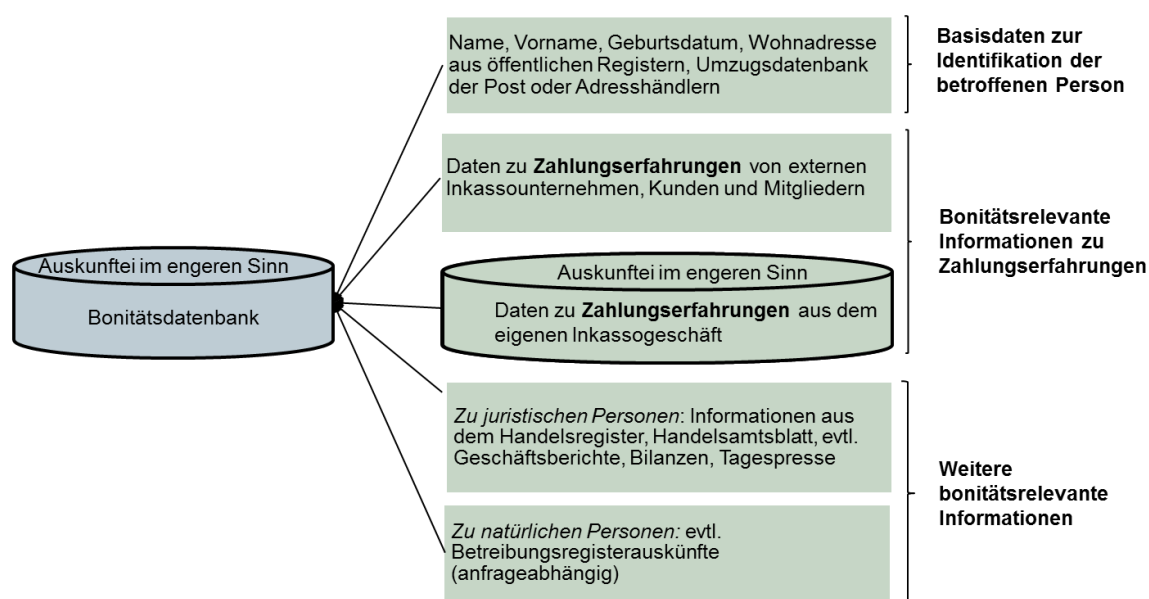 Name, Vorname, Geburtsdatum, Wohnadresse
aus öffentlichen Registern, Umzugsdatenbank
der Post oder Adresshändlern
Basisdaten zur
Identifikation der
betroffenen Person
Daten zu Zahlungserfahrungen von externen
Inkassounternehmen, Kunden und Mitgliedern
Bonitätsrelevante
Informationen zu
Zahlungserfahrungen
Auskunftei im engeren Sinn
Bonitätsdatenbank
Auskunftei im engeren Sinn
Daten zu Zahlungserfahrungen aus dem
eigenen Inkassogeschäft
Zu juristischen Personen: Informationen aus
dem Handelsregister, Handelsamtsblatt, evtl.
Geschäftsberichte, Bilanzen, Tagespresse
Weitere
bonitätsrelevante
Informationen
Zu natürlichen Personen: evtl.
Betreibungsregisterauskünfte
(anfrageabhängig)